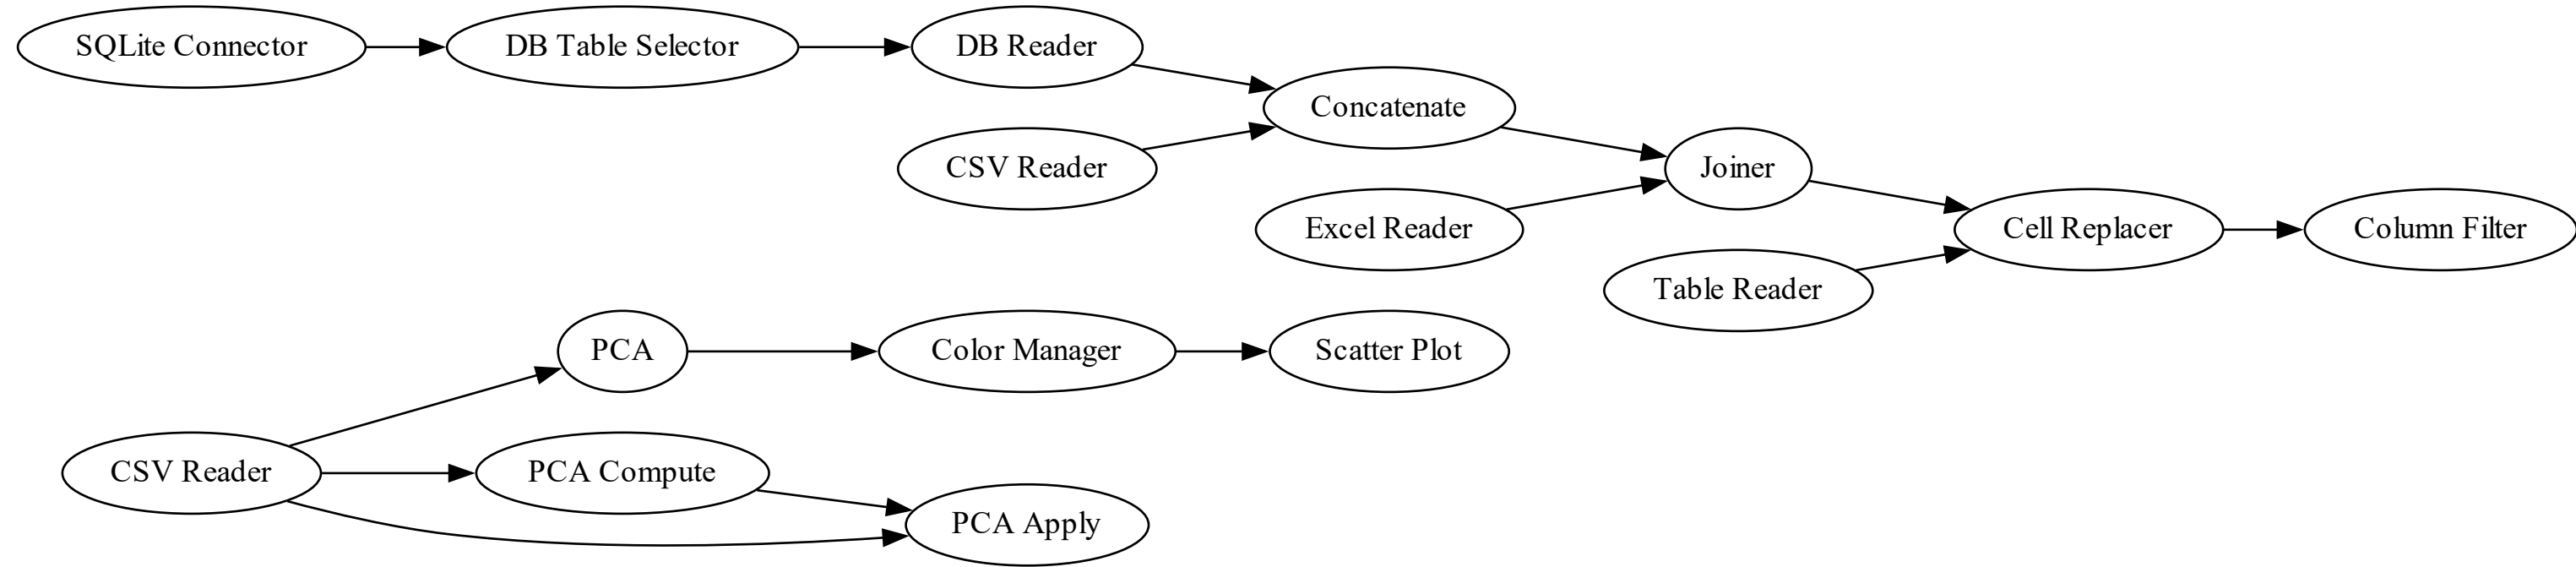 SQLite Connector
DB Table Selector
DB Reader
Concatenate
CSV Reader
Joiner
Excel Reader
Cell Replacer
Column Filter
Table Reader
PCA
Color Manager
Scatter Plot
CSV Reader
PCA Compute
PCA Apply